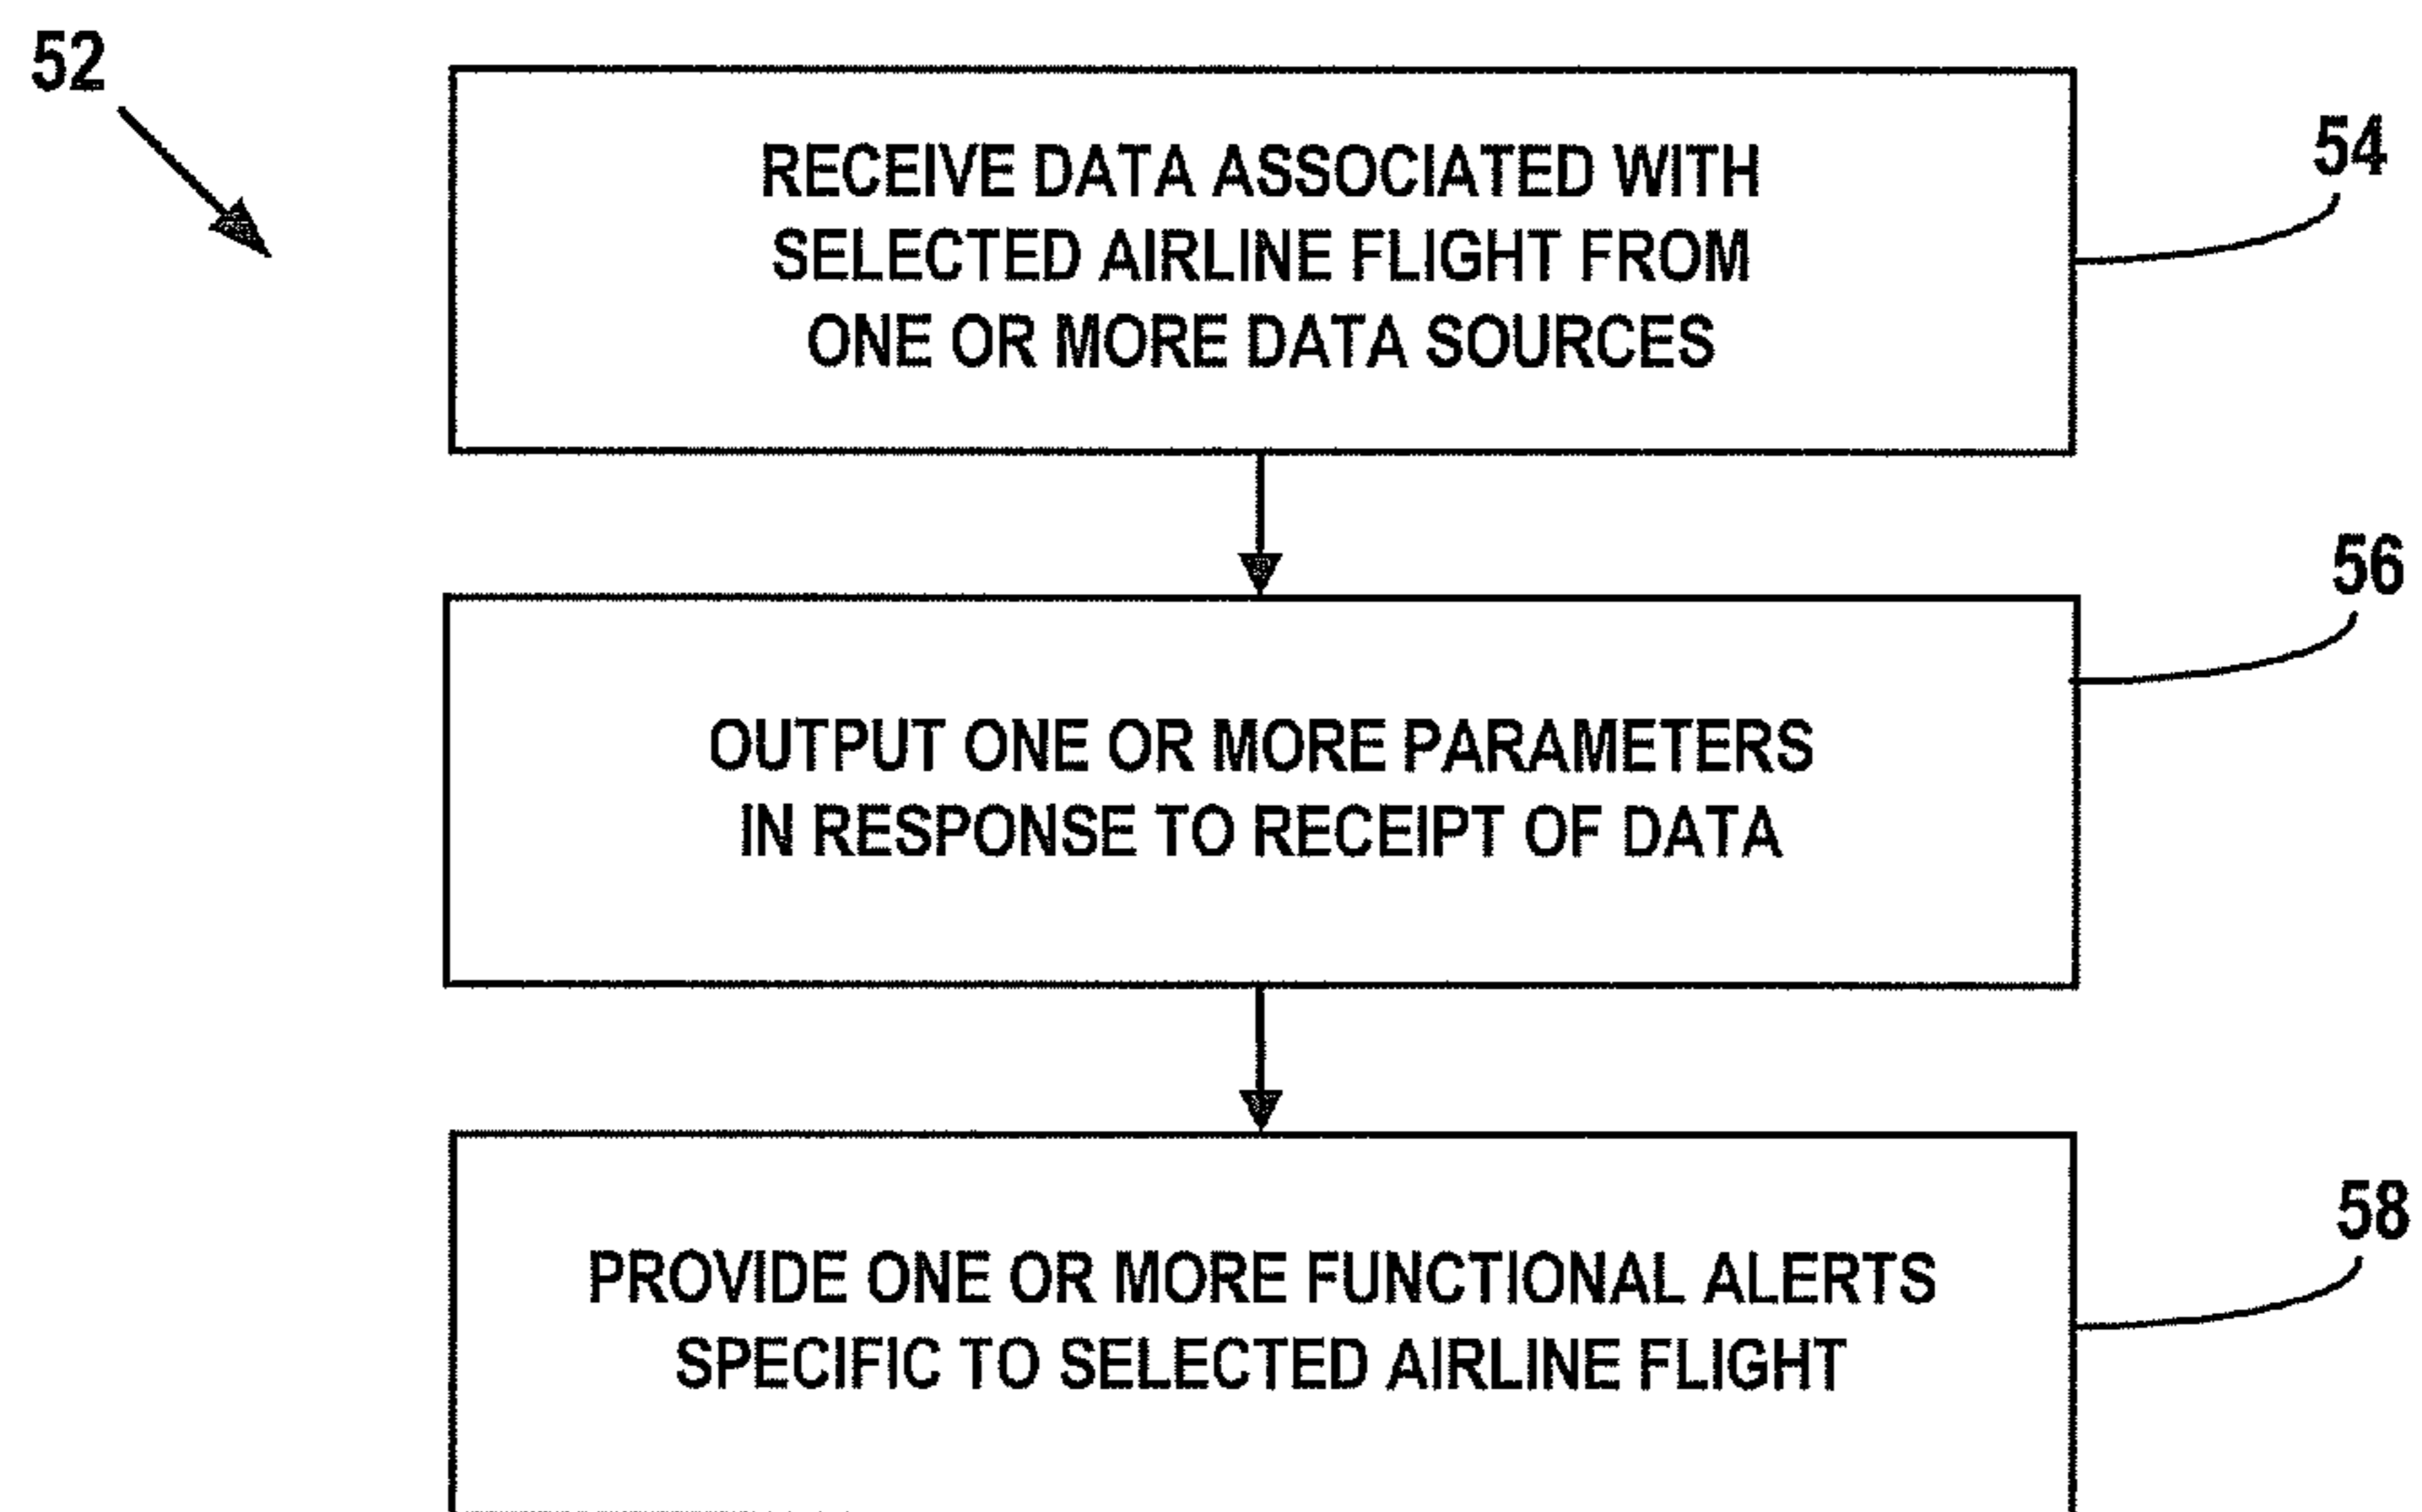 52
RECEIVE DATA ASSOCIATED WITH
SELECTED AIRLINE FLIGHT FROM
ONE OR MORE DATA SOURCES
54
OUTPUT ONE OR MORE PARAMETERS
IN RESPONSE TO RECEIPT OF DATA
56
PROVIDE ONE OR MORE FUNCTIONAL ALERTS
SPECIFIC TO SELECTED AIRLINE FLIGHT
58